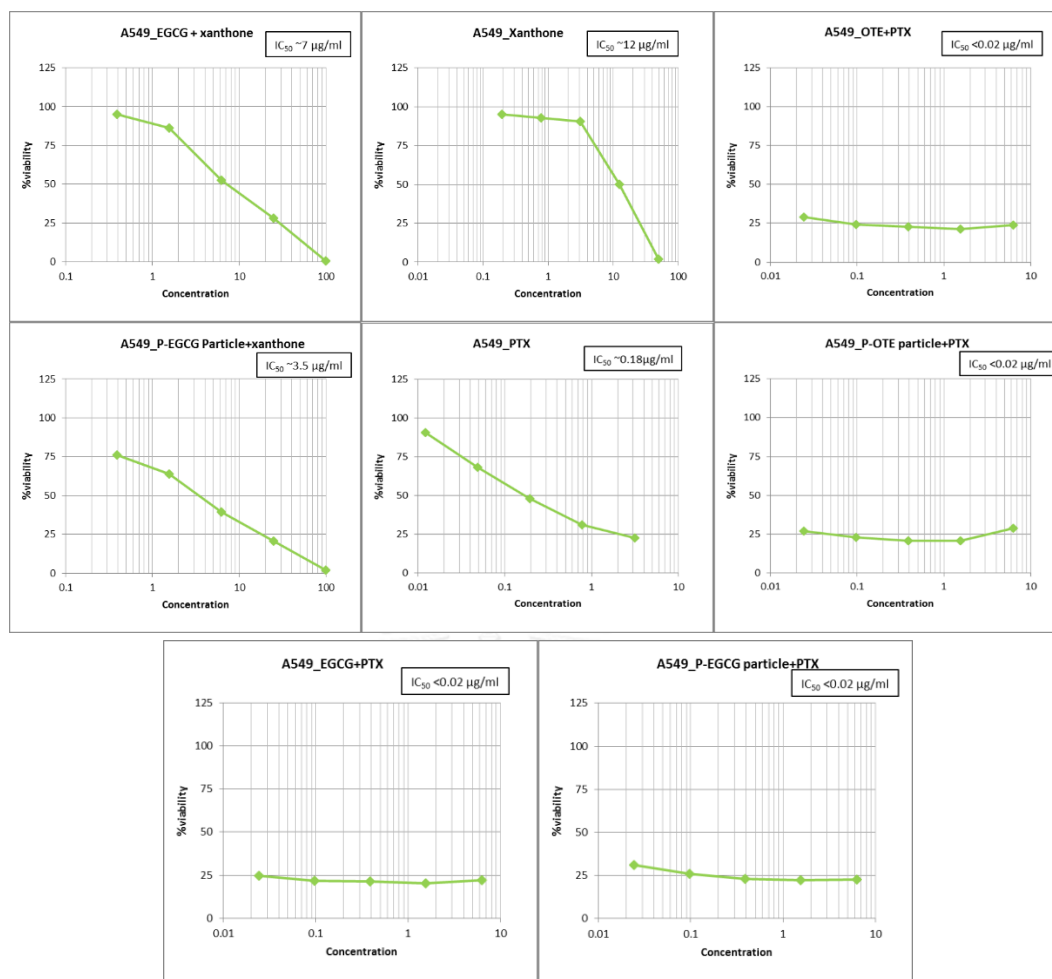 A549_EGCG + xanthone
IC50 ~7 µg/ml
125
100
75
50
25
0
0.1 1 10 100
%viability
Concentration
A549_Xanthone
IC50 ~12 µg/ml
125
100
75
50
25
0
0.01 0.1 1 10 100
%viability
Concentration
A549_OTE+PTX
IC50 <0.02 µg/ml
125
100
75
50
25
0
0.01 0.1 1 10
%viability
Concentration
A549_P-EGCG Particle+xanthone
IC50 ~3.5 µg/ml
125
100
75
50
25
0
0.1 1 10 100
%viability
Concentration
A549_PTX
IC50 ~0.18µg/ml
125
100
75
50
25
0
0.01 0.1 1 10
%viability
Concentration
A549_P-OTE particle+PTX
IC50 <0.02 µg/ml
125
100
75
50
25
0
0.01 0.1 1 10
%viability
Concentration
A549_EGCG+PTX
IC50 <0.02 µg/ml
125
100
75
50
25
0
0.01 0.1 1 10
%viability
Concentration
A549_P-EGCG particle+PTX
IC50 <0.02 µg/ml
125
100
75
50
25
0
0.01 0.1 1 10
%viability
Concentration